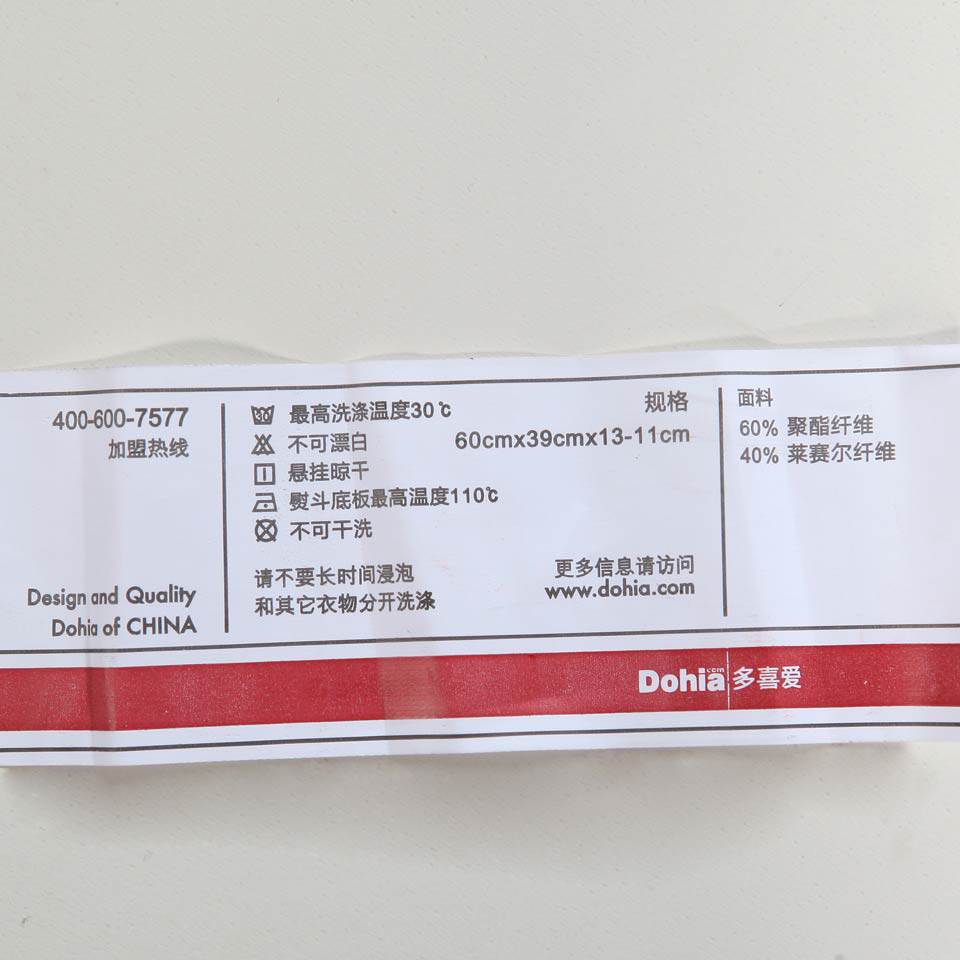 400-600-7577
加盟热线
Design and Quality
Dohia of CHINA
30 最高洗涤温度30℃
不可漂白
悬挂晾干
熨斗底板最高温度110℃
不可干洗
请不要长时间浸泡
和其它衣物分开洗涤
规格
60cmx39cmx13-11cm
更多信息请访问
www.dohia.com
面料
60% 聚酯纤维
40% 莱赛尔纤维
Dohia.com 多喜爱